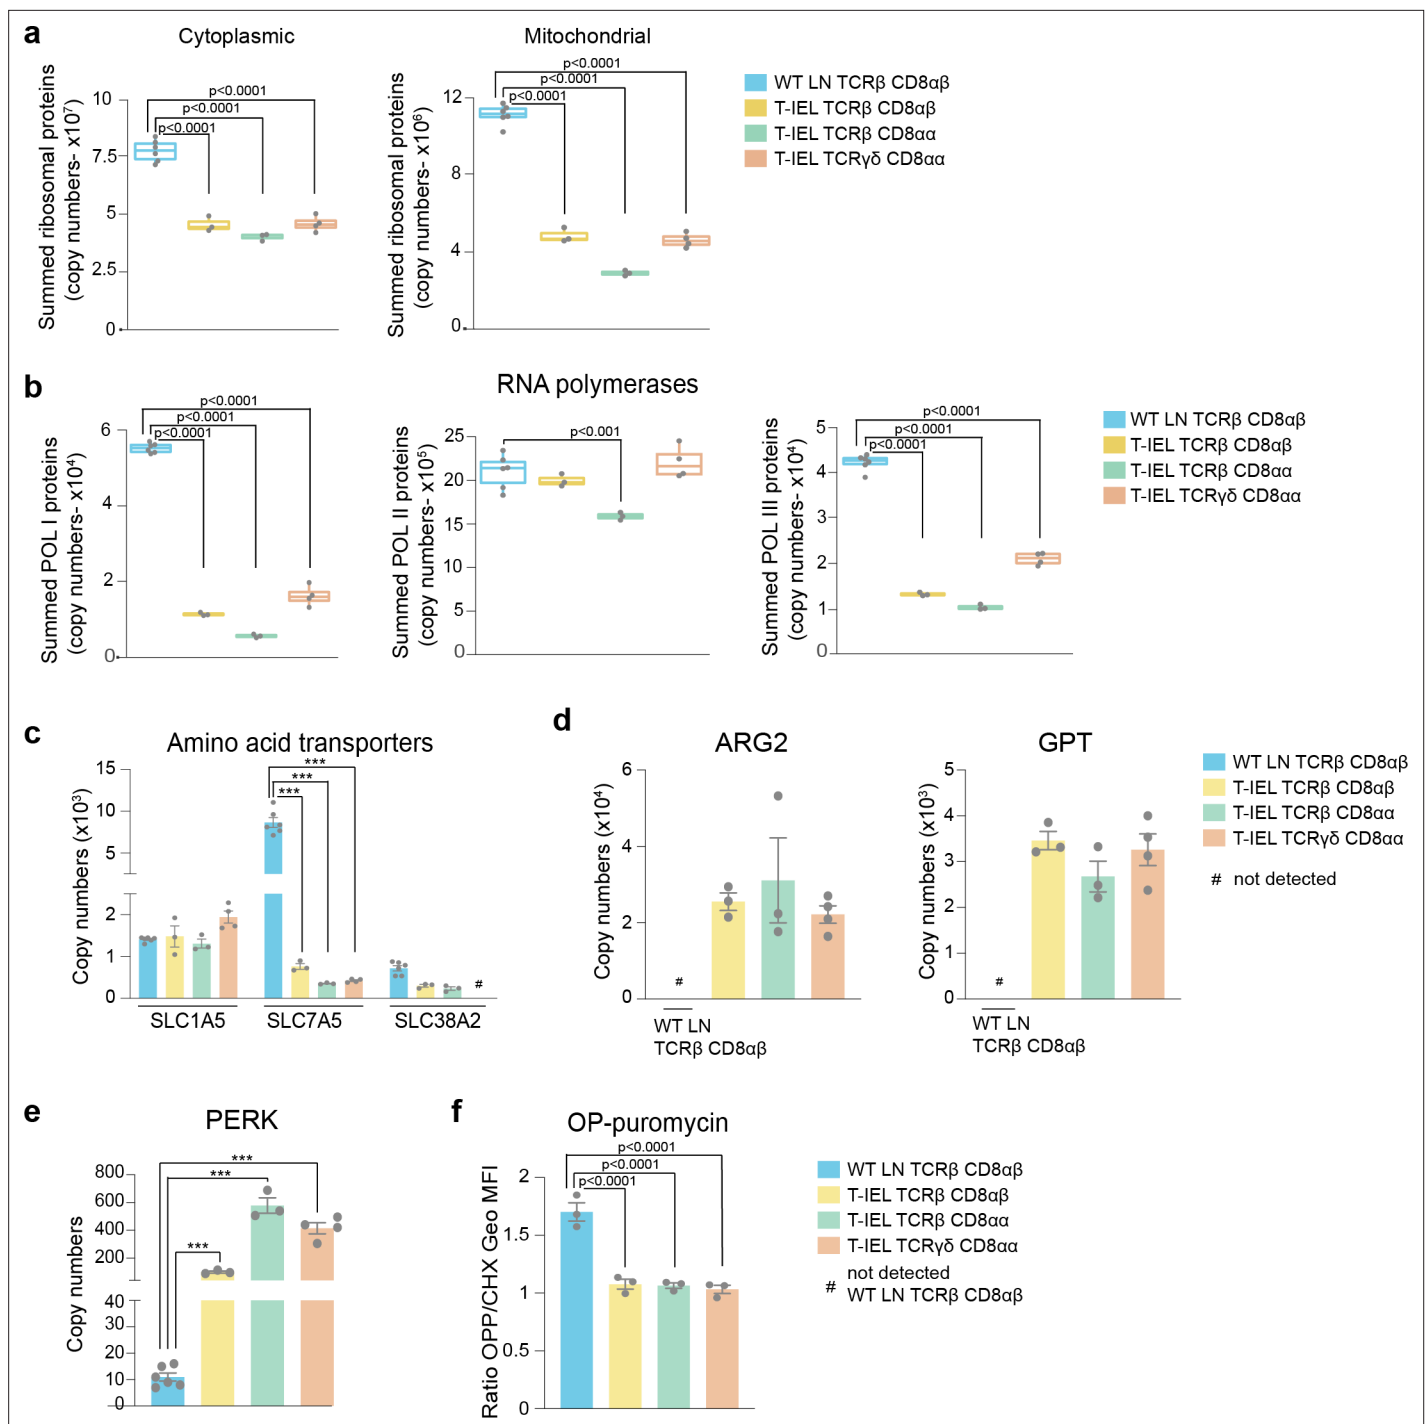 a
Cytoplasmic
Summed ribosomal proteins
(copy numbers- x10⁷)
10
7.5
5
2.5
0
p<0.0001
p<0.0001
p<0.0001
Mitochondrial
Summed ribosomal proteins
(copy numbers- x10⁶)
12
8
4
0
p<0.0001
p<0.0001
p<0.0001
WT LN TCRβ CD8αβ
T-IEL TCRβ CD8αβ
T-IEL TCRβ CD8αα
T-IEL TCRγδ CD8αα
b
RNA polymerases
Summed POL I proteins
(copy numbers- x10⁴)
6
4
2
0
p<0.0001
p<0.0001
p<0.0001
Summed POL II proteins
(copy numbers- x10⁵)
25
20
15
10
5
0
p<0.001
Summed POL III proteins
(copy numbers- x10⁴)
5
4
3
2
1
0
p<0.0001
p<0.0001
p<0.0001
WT LN TCRβ CD8αβ
T-IEL TCRβ CD8αβ
T-IEL TCRβ CD8αα
T-IEL TCRγδ CD8αα
c
Amino acid transporters
Copy numbers (x10³)
15
10
5
2
1
0
***
***
***
#
SLC1A5
SLC7A5
SLC38A2
d
ARG2
Copy numbers (x10⁴)
6
4
2
0
#
WT LN
TCRβ CD8αβ
GPT
Copy numbers (x10³)
5
4
3
2
1
0
#
WT LN
TCRβ CD8αβ
WT LN TCRβ CD8αβ
T-IEL TCRβ CD8αβ
T-IEL TCRβ CD8αα
T-IEL TCRγδ CD8αα
# not detected
e
PERK
Copy numbers
800
600
400
200
40
30
20
10
0
***
***
***
f
OP-puromycin
Ratio OPP/CHX Geo MFI
2
1.5
1
0.5
0
p<0.0001
p<0.0001
p<0.0001
WT LN TCRβ CD8αβ
T-IEL TCRβ CD8αβ
T-IEL TCRβ CD8αα
T-IEL TCRγδ CD8αα
not detected
# WT LN TCRβ CD8αβ